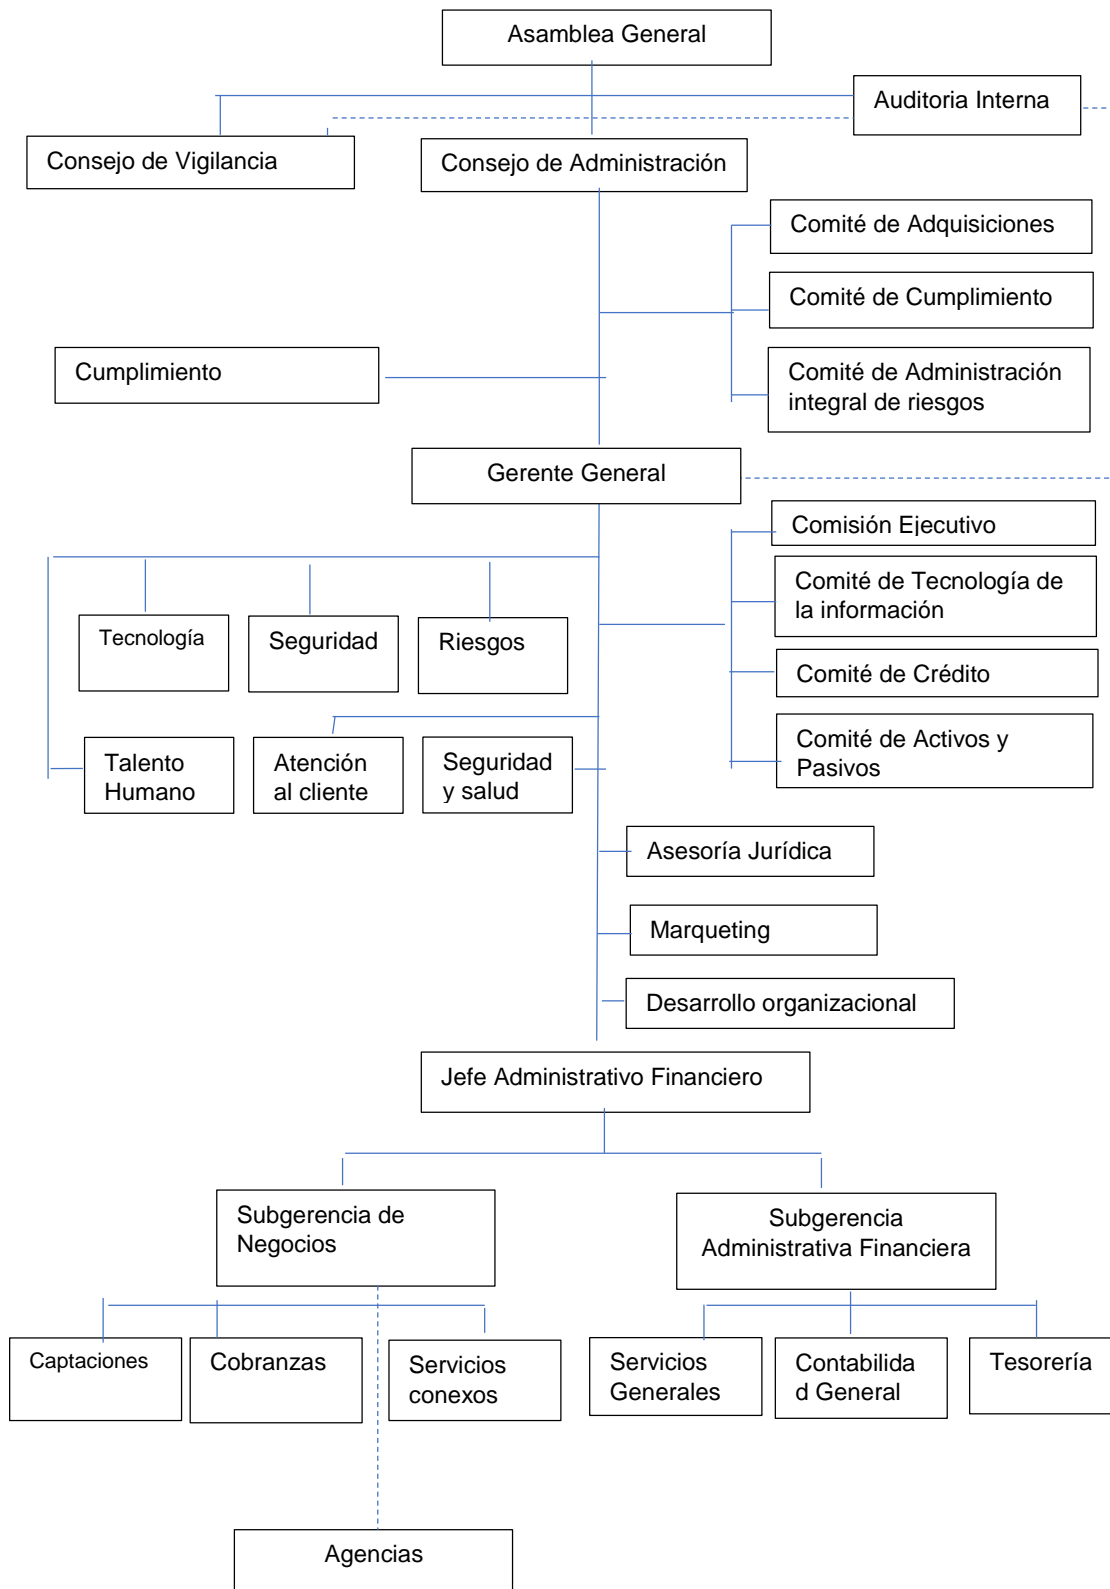 Asamblea General
Auditoria Interna
Consejo de Vigilancia
Consejo de Administración
Comité de Adquisiciones
Comité de Cumplimiento
Cumplimiento
Comité de Administración
integral de riesgos
Gerente General
Comisión Ejecutivo
Comité de Tecnología de
la información
Tecnología
Seguridad
Riesgos
Comité de Crédito
Talento
Humano
Atención
al cliente
Seguridad
y salud
Comité de Activos y
Pasivos
Asesoría Jurídica
Marqueting
Desarrollo organizacional
Jefe Administrativo Financiero
Subgerencia de
Negocios
Subgerencia
Administrativa Financiera
Captaciones
Cobranzas
Servicios
conexos
Servicios
Generales
Contabilida
d General
Tesorería
Agencias